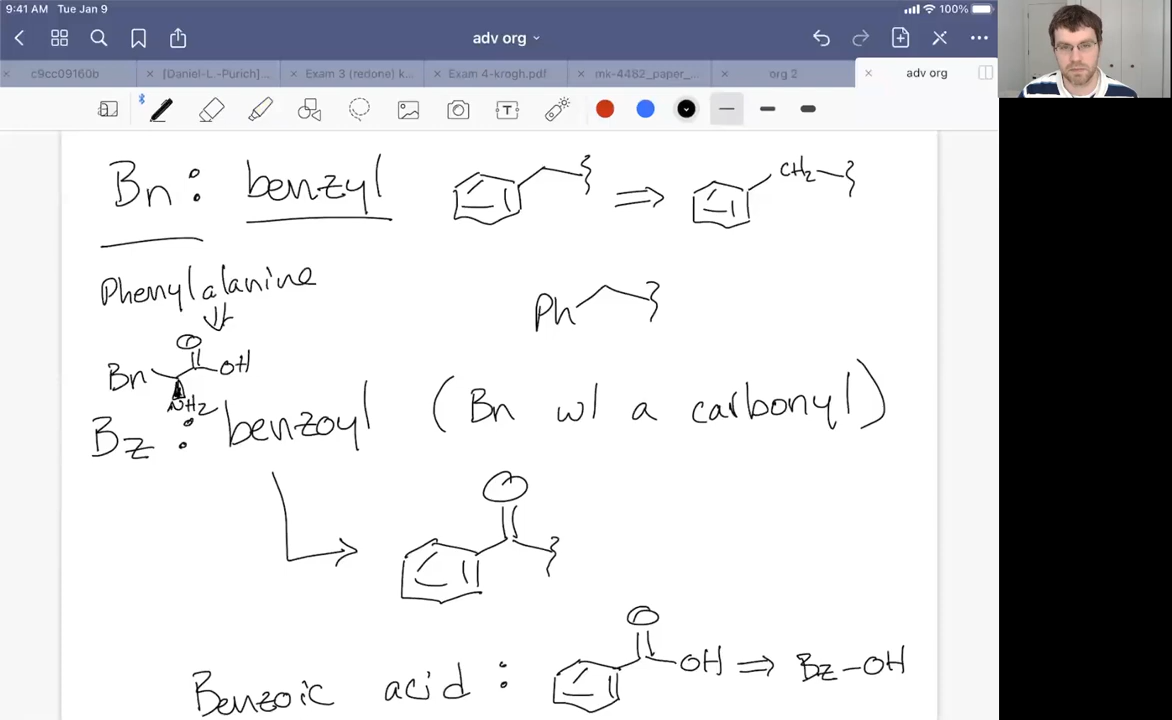 9:41 AM Tue Jan 9
100%
adv org
c9cc09160b
[Daniel-L.-Purich]...
Exam 3 (redone) k...
Exam 4-krogh.pdf
mk-4482_paper_...
org 2
adv org
Bn: benzyl
CH2
Phenylalanine
Ph
O
Bn OH
NH2
Bz: benzoyl (Bn w/ a carbonyl)
O
O
Benzoic acid: OH ⇒ Bz-OH